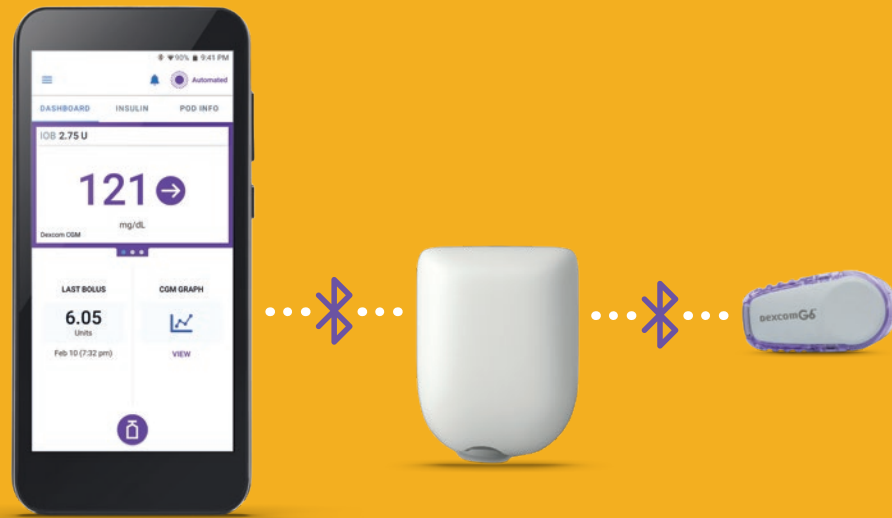 90% 9:41 PM
Automated
DASHBOARD INSULIN POD INFO
IOB 2.75 U
121
mg/dL
Dexcom CGM
LAST BOLUS CGM GRAPH
6.05
Units
Feb 10 (7:32 pm) VIEW
Dexcom G6